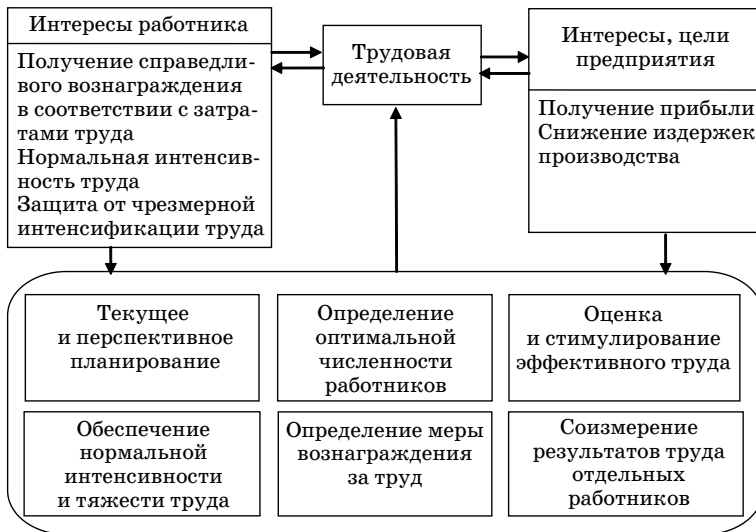 Интересы работника
Получение справедли-
вого вознаграждения
в соответствии с затра-
тами труда
Нормальная интенсив-
ность труда
Защита от чрезмерной
интенсификации труда
Трудовая
деятельность
Интересы, цели
предприятия
Получение прибыли
Снижение издержек
производства
Текущее
и перспективное
планирование
Определение
оптимальной
численности
работников
Оценка
и стимулирование
эффективного труда
Обеспечение
нормальной
интенсивности
и тяжести труда
Определение меры
вознаграждения
за труд
Соизмерение
результатов труда
отдельных
работников